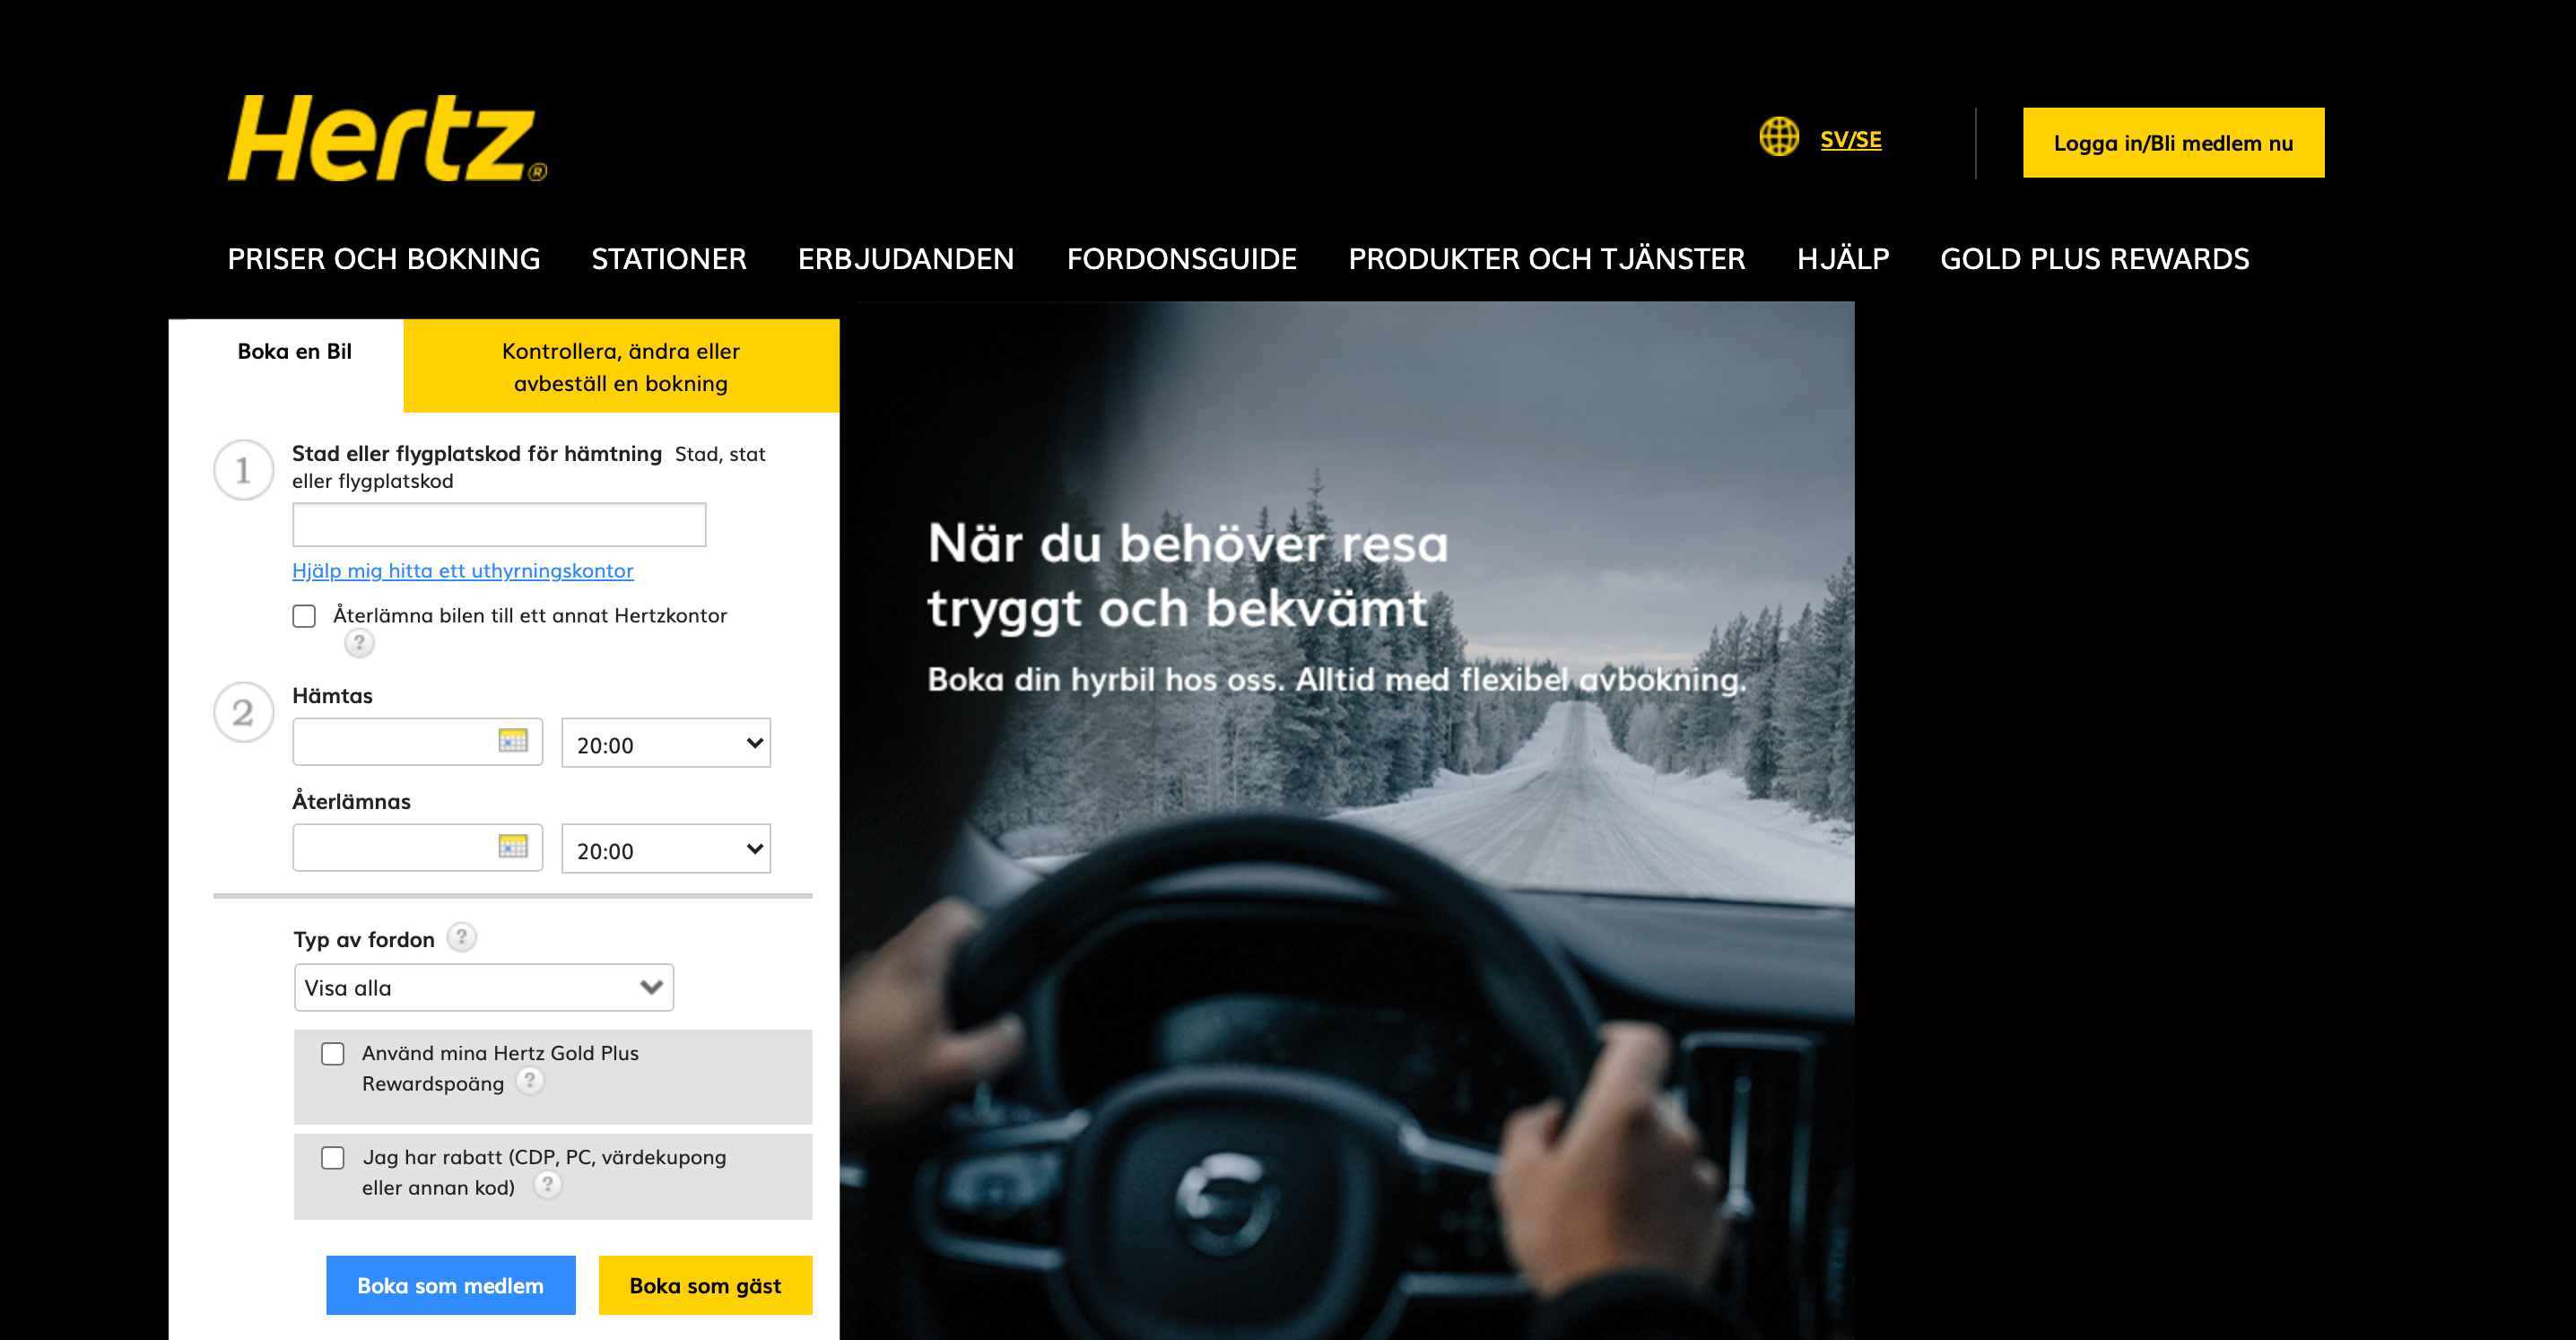 Hertz®
SV/SE
Logga in/Bli medlem nu
PRISER OCH BOKNING STATIONER ERBJUDANDEN FORDONSGUIDE PRODUKTER OCH TJÄNSTER HJÄLP GOLD PLUS REWARDS
Boka en Bil
Kontrollera, ändra eller
avbeställ en bokning
1
Stad eller flygplatskod för hämtning Stad, stat
eller flygplatskod
Hjälp mig hitta ett uthyrningskontor
Återlämna bilen till ett annat Hertzkontor
?
2
Hämtas
20:00
Återlämnas
20:00
Typ av fordon ?
Visa alla
Använd mina Hertz Gold Plus
Rewardspoäng ?
Jag har rabatt (CDP, PC, värdekupong
eller annan kod) ?
Boka som medlem
Boka som gäst
När du behöver resa
tryggt och bekvämt
Boka din hyrbil hos oss. Alltid med flexibel avbokning.